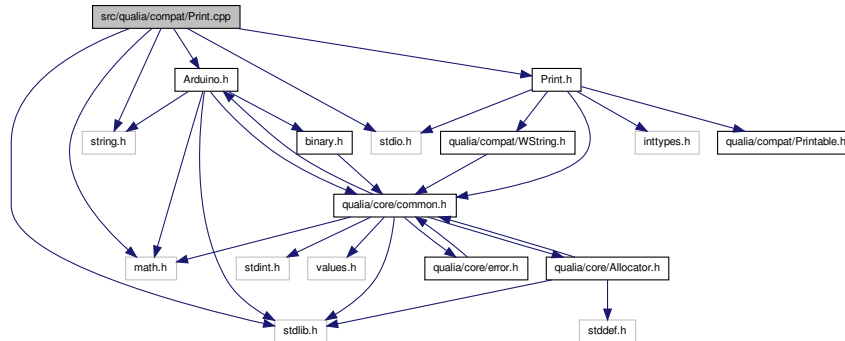 src/qualia/compat/Print.cpp
Arduino.h
Print.h
string.h
binary.h
stdio.h
qualia/compat/WString.h
inttypes.h
qualia/compat/Printable.h
qualia/core/common.h
math.h
stdint.h
values.h
qualia/core/error.h
qualia/core/Allocator.h
stdlib.h
stddef.h